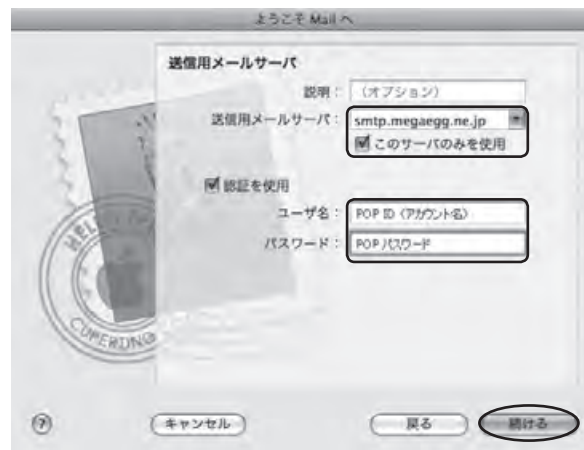 ようこそ Mail へ
送信用メールサーバ
説明： (オプション)
送信用メールサーバ： smtp.megaegg.ne.jp
このサーバのみを使用
認証を使用
ユーザ名： POP ID（アカウント名）
パスワード： POP パスワード
?
キャンセル
戻る
続ける